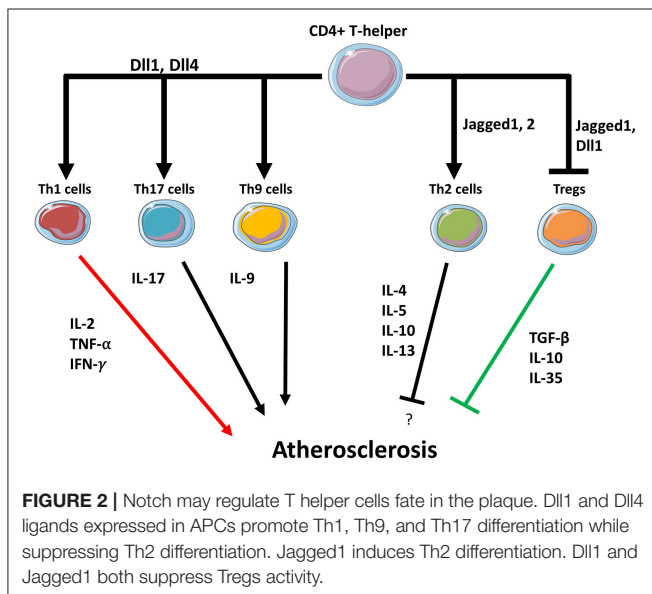 CD4+ T-helper
Dll1, Dll4
Jagged1, 2
Jagged1,
Dll1
Th1 cells
Th17 cells
Th9 cells
Th2 cells
Tregs
IL-2
TNF-α
IFN-γ
IL-17
IL-9
IL-4
IL-5
IL-10
IL-13
TGF-β
IL-10
IL-35
?
Atherosclerosis
FIGURE 2 | Notch may regulate T helper cells fate in the plaque. Dll1 and Dll4
ligands expressed in APCs promote Th1, Th9, and Th17 differentiation while
suppressing Th2 differentiation. Jagged1 induces Th2 differentiation. Dll1 and
Jagged1 both suppress Tregs activity.